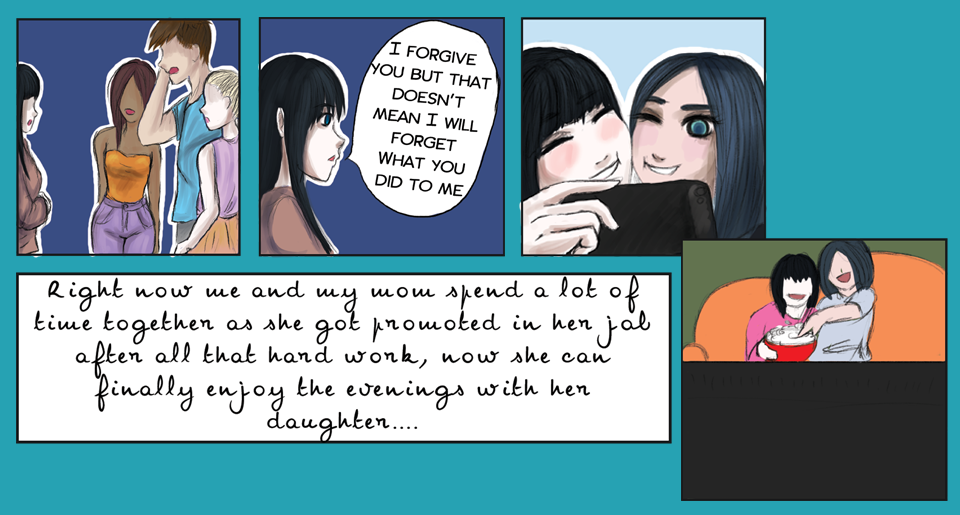 I FORGIVE
YOU BUT THAT
DOESN'T
MEAN I WILL
FORGET
WHAT YOU
DID TO ME
Right now me and my mom spend a lot of
time together as she got promoted in her job
after all that hard work, now she can
finally enjoy the evenings with her
daughter....